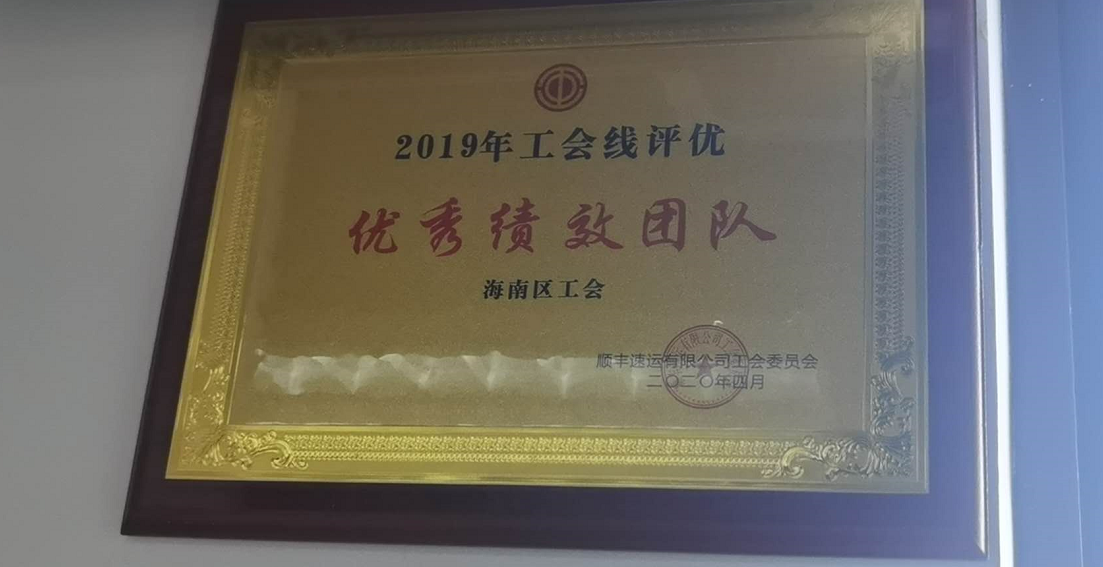 2019年工会线评优
优秀绩效团队
海南区工会
顺丰速运有限公司工会委员会
二〇二〇年四月